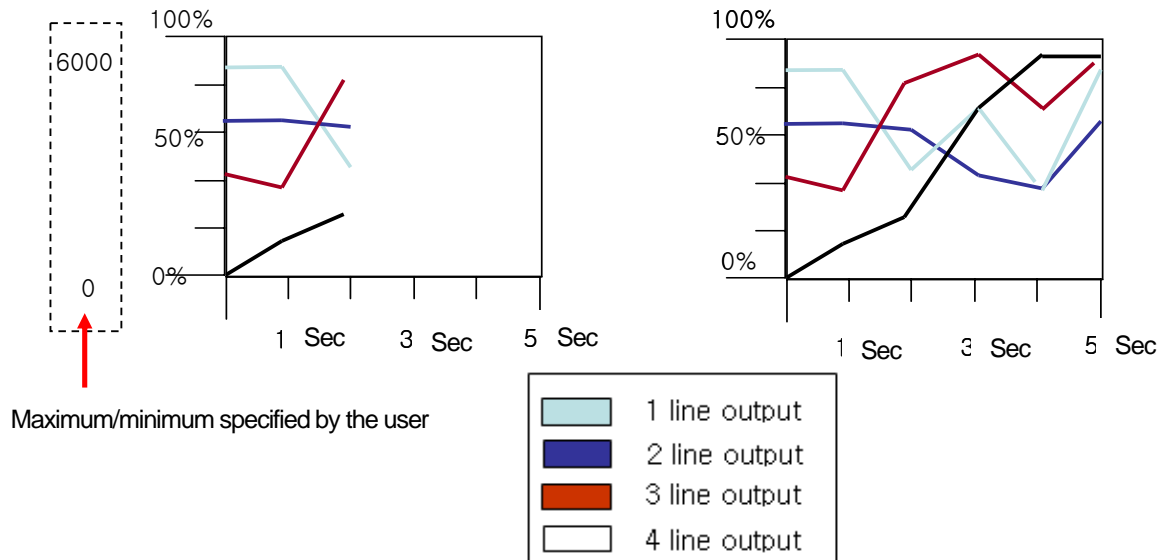 100%
6000
50%
0
0%
1 Sec
3 Sec
5 Sec
Maximum/minimum specified by the user
100%
50%
0%
1 Sec
3 Sec
5 Sec
1 line output
2 line output
3 line output
4 line output